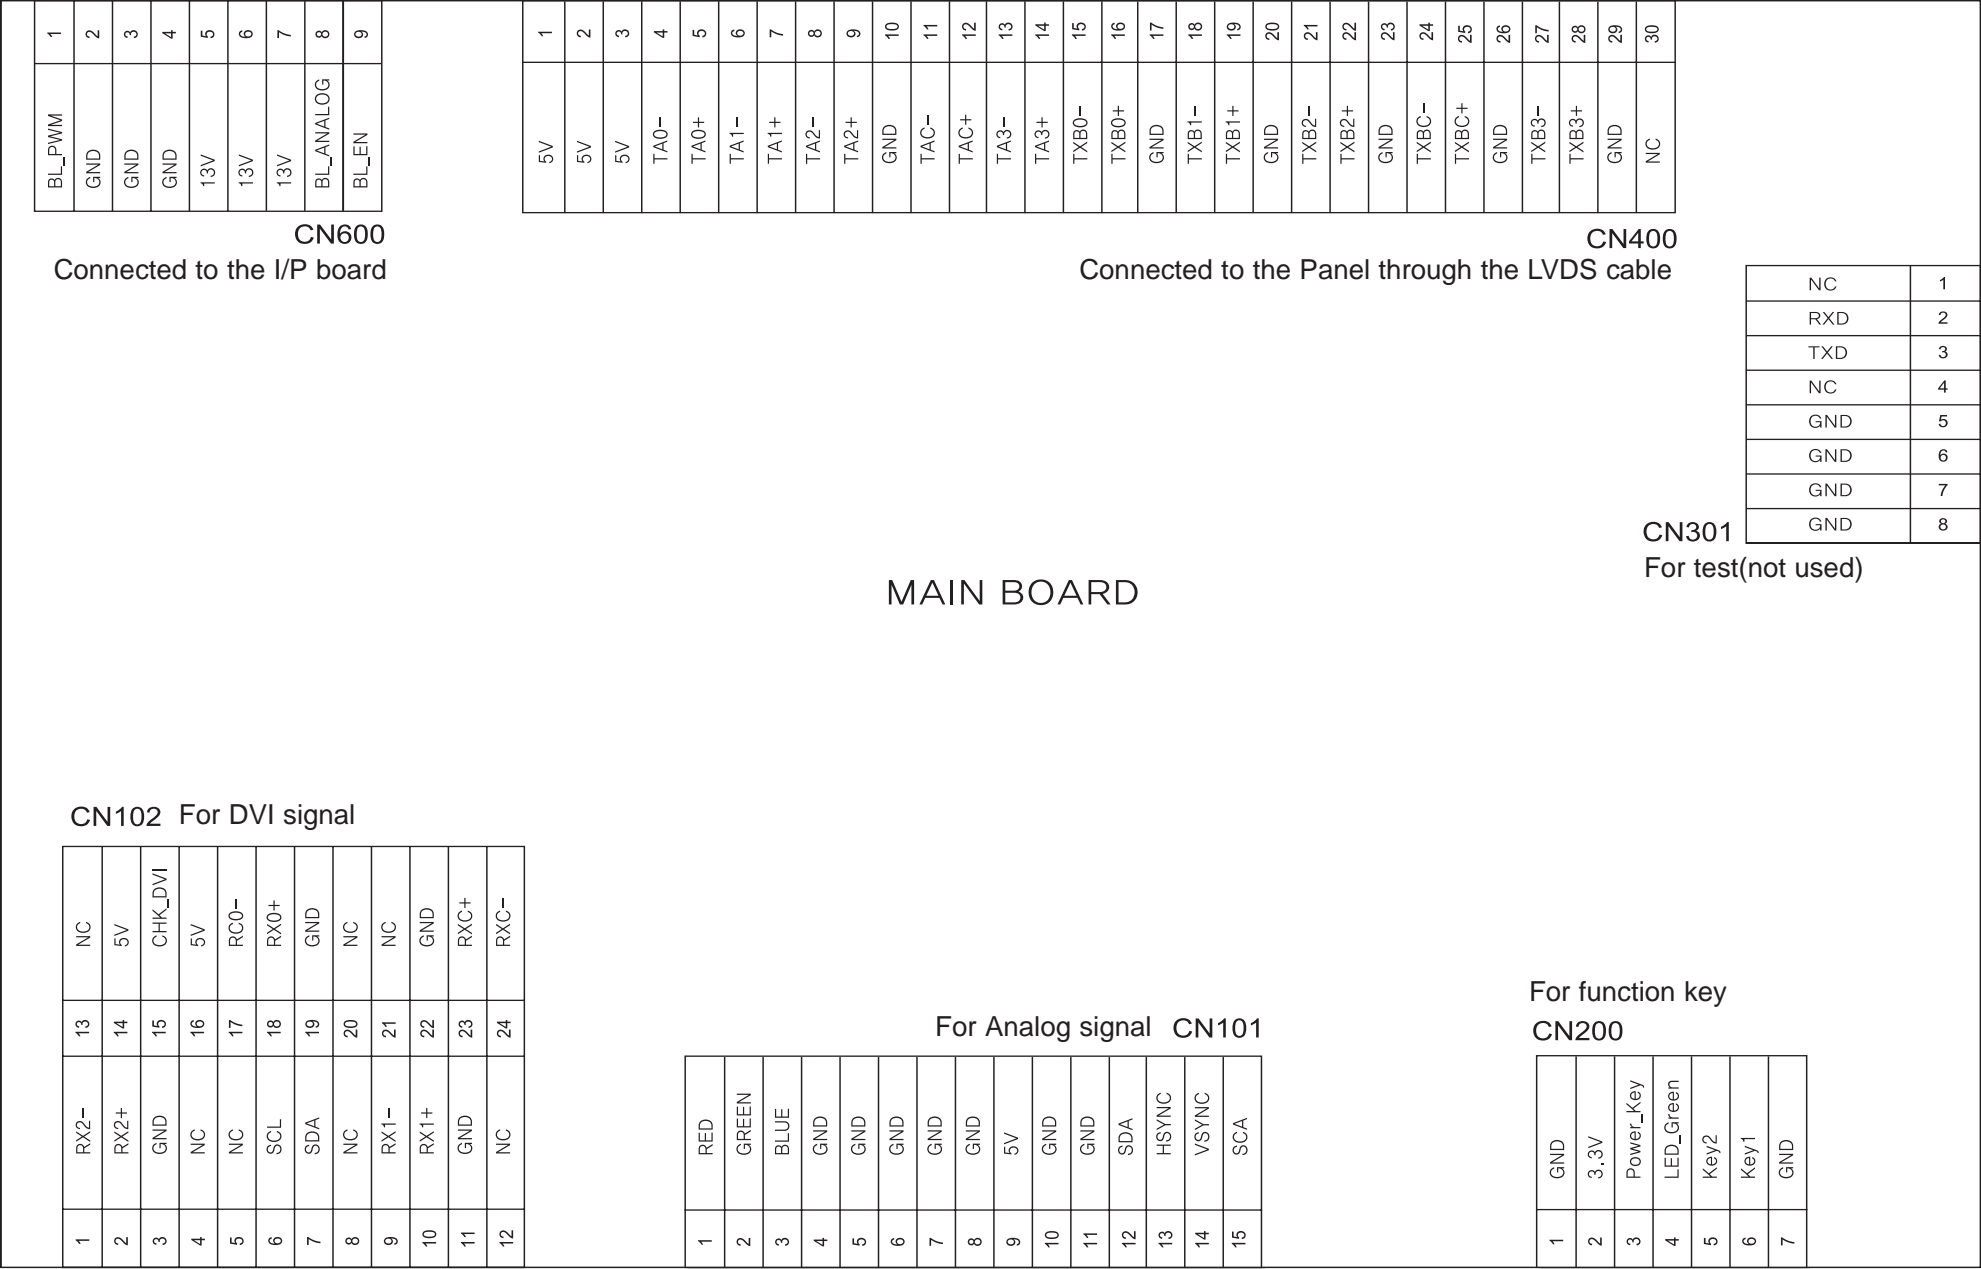 1 2 3 4 5 6 7 8 9
BL_PWM GND GND GND 13V 13V 13V BL_ANALOG BL_EN
CN600
Connected to the I/P board
1 2 3 4 5 6 7 8 9 10 11 12 13 14 15 16 17 18 19 20 21 22 23 24 25 26 27 28 29 30
5V 5V 5V TA0- TA0+ TA1- TA1+ TA2- TA2+ GND TAC- TAC+ TA3- TA3+ TXB0- TXB0+ GND TXB1- TXB1+ GND TXB2- TXB2+ GND TXBC- TXBC+ GND TXB3- TXB3+ GND NC
CN400
Connected to the Panel through the LVDS cable
NC 1
RXD 2
TXD 3
NC 4
GND 5
GND 6
GND 7
GND 8
CN301
For test(not used)
MAIN BOARD
CN102 For DVI signal
NC 5V CHK_DVI 5V RC0- RX0+ GND NC NC GND RXC+ RXC-
13 14 15 16 17 18 19 20 21 22 23 24
RX2- RX2+ GND NC NC SCL SDA NC RX1- RX1+ GND NC
1 2 3 4 5 6 7 8 9 10 11 12
For Analog signal CN101
RED GREEN BLUE GND GND GND GND GND 5V GND GND SDA HSYNC VSYNC SCA
1 2 3 4 5 6 7 8 9 10 11 12 13 14 15
For function key
CN200
GND 3.3V Power_Key LED_Green Key2 Key1 GND
1 2 3 4 5 6 7